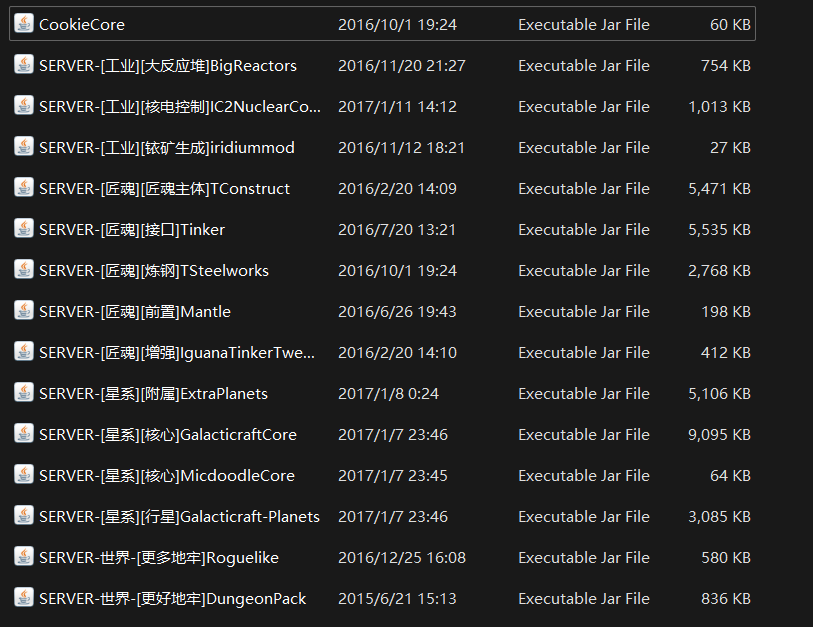 CookieCore 2016/10/1 19:24 Executable Jar File 60 KB
SERVER-[工业][大反应堆]BigReactors 2016/11/20 21:27 Executable Jar File 754 KB
SERVER-[工业][核电控制]IC2NuclearCo... 2017/1/11 14:12 Executable Jar File 1,013 KB
SERVER-[工业][铱矿生成]iridiummod 2016/11/12 18:21 Executable Jar File 27 KB
SERVER-[匠魂][匠魂主体]TConstruct 2016/2/20 14:09 Executable Jar File 5,471 KB
SERVER-[匠魂][接口]Tinker 2016/7/20 13:21 Executable Jar File 5,535 KB
SERVER-[匠魂][炼钢]TSteelworks 2016/10/1 19:24 Executable Jar File 2,768 KB
SERVER-[匠魂][前置]Mantle 2016/6/26 19:43 Executable Jar File 198 KB
SERVER-[匠魂][增强]IguanaTinkerTwe... 2016/2/20 14:10 Executable Jar File 412 KB
SERVER-[星系][附属]ExtraPlanets 2017/1/8 0:24 Executable Jar File 5,106 KB
SERVER-[星系][核心]GalacticraftCore 2017/1/7 23:46 Executable Jar File 9,095 KB
SERVER-[星系][核心]MicdoodleCore 2017/1/7 23:45 Executable Jar File 64 KB
SERVER-[星系][行星]Galacticraft-Planets 2017/1/7 23:46 Executable Jar File 3,085 KB
SERVER-世界-[更多地牢]Roguelike 2016/12/25 16:08 Executable Jar File 580 KB
SERVER-世界-[更好地牢]DungeonPack 2015/6/21 15:13 Executable Jar File 836 KB